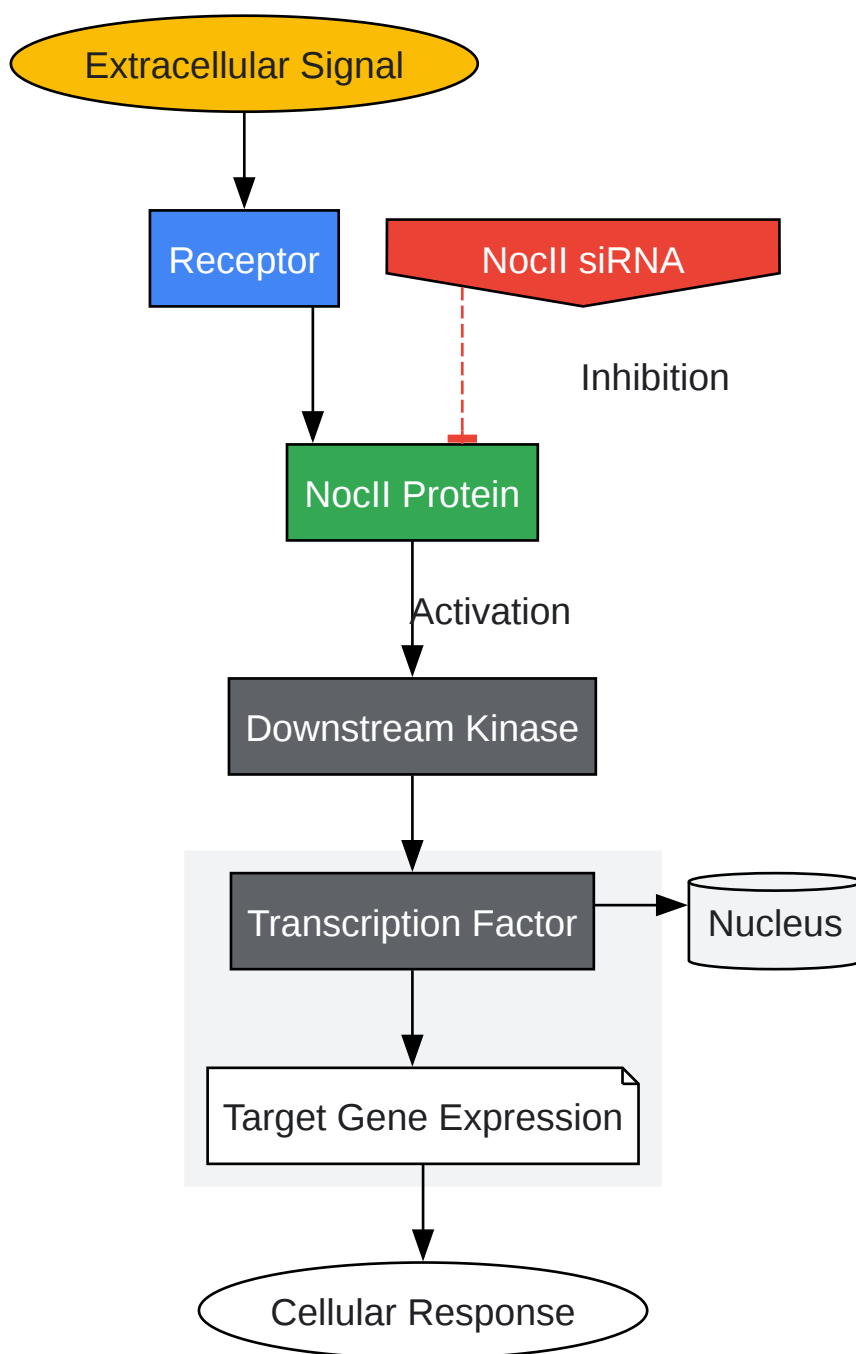 Extracellular Signal
Receptor
NocII siRNA
Inhibition
NocII Protein
Activation
Downstream Kinase
Transcription Factor
Nucleus
Target Gene Expression
Cellular Response